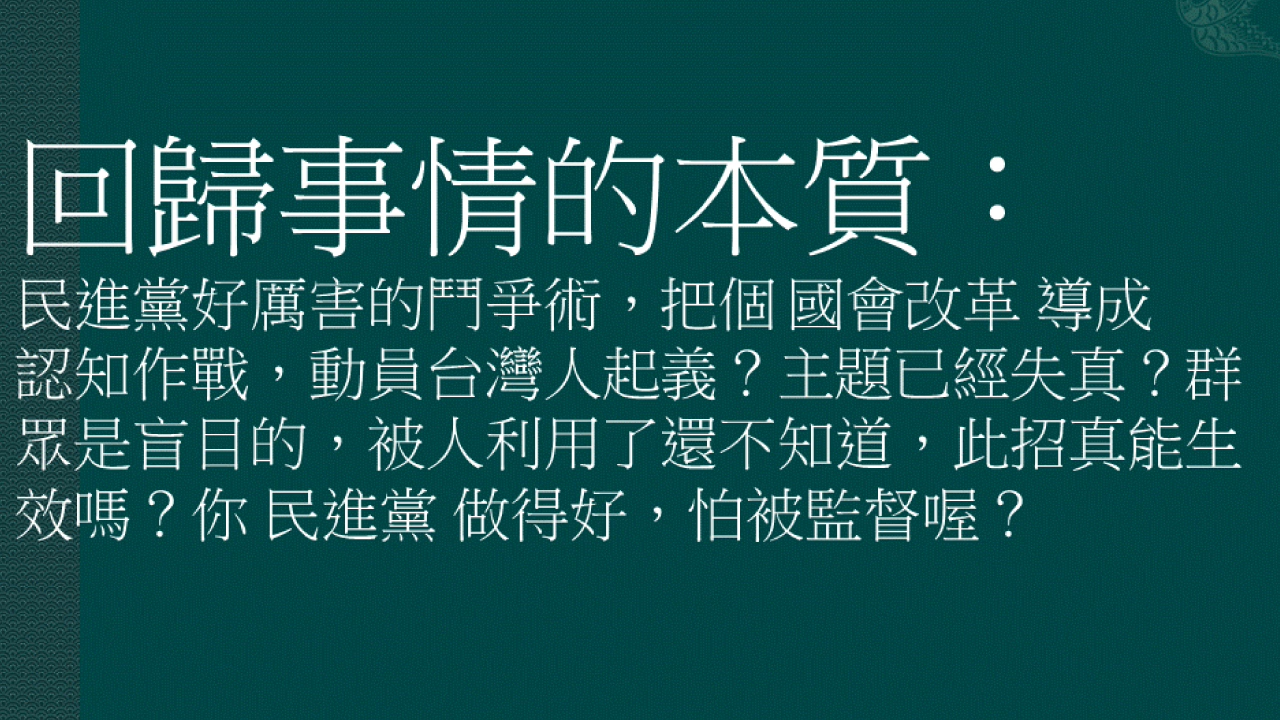 回歸事情的本質：
民進黨好厲害的鬥爭術，把個 國會改革 導成
認知作戰，動員台灣人起義？主題已經失真？群
眾是盲目的，被人利用了還不知道，此招真能生
效嗎？你 民進黨 做得好，怕被監督喔？